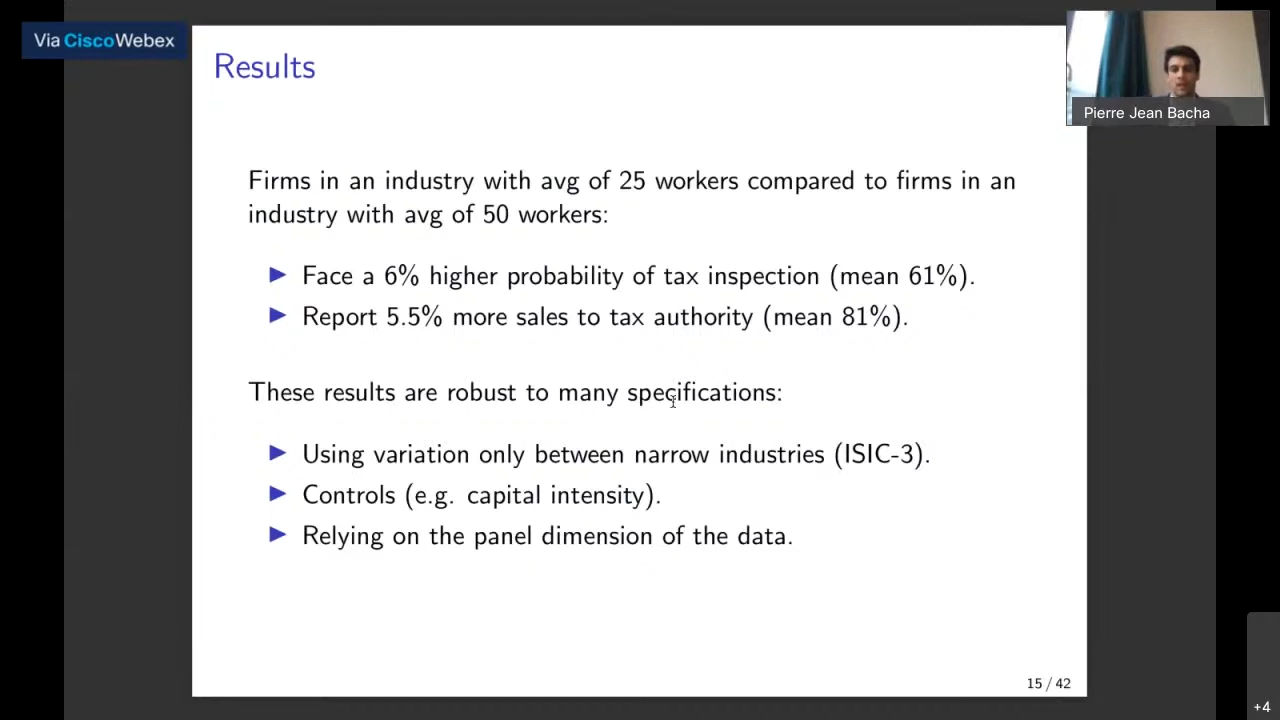 Via CiscoWebex
Results
Pierre Jean Bacha
Firms in an industry with avg of 25 workers compared to firms in an
industry with avg of 50 workers:
Face a 6% higher probability of tax inspection (mean 61%).
Report 5.5% more sales to tax authority (mean 81%).
These results are robust to many specifications:
Using variation only between narrow industries (ISIC-3).
Controls (e.g. capital intensity).
Relying on the panel dimension of the data.
15 / 42
+4